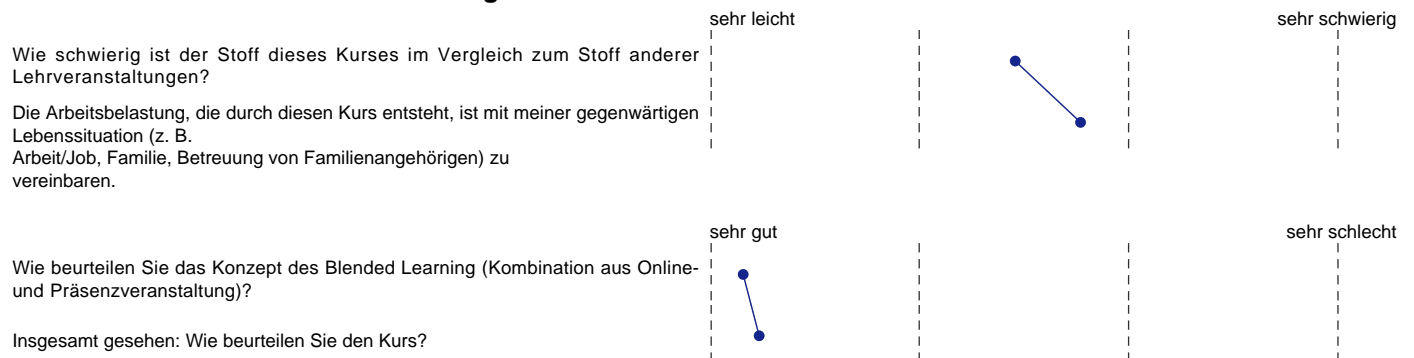 sehr leicht sehr schwierig
Wie schwierig ist der Stoff dieses Kurses im Vergleich zum Stoff anderer
Lehrveranstaltungen?
Die Arbeitsbelastung, die durch diesen Kurs entsteht, ist mit meiner gegenwärtigen
Lebenssituation (z. B.
Arbeit/Job, Familie, Betreuung von Familienangehörigen) zu
vereinbaren.
sehr gut sehr schlecht
Wie beurteilen Sie das Konzept des Blended Learning (Kombination aus Online-
und Präsenzveranstaltung)?
Insgesamt gesehen: Wie beurteilen Sie den Kurs?